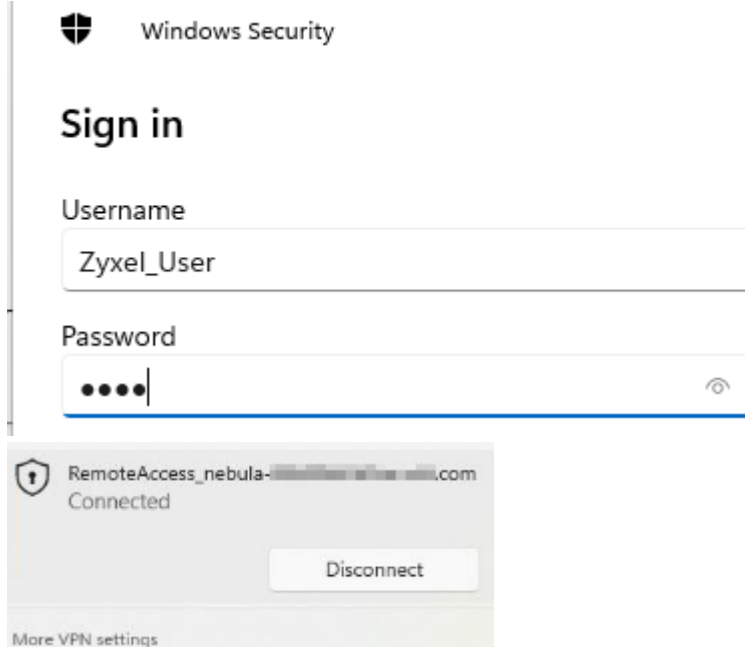 Windows Security
Sign in
Username
Zyxel_User
Password
RemoteAccess_nebula- .com
Connected
Disconnect
More VPN settings